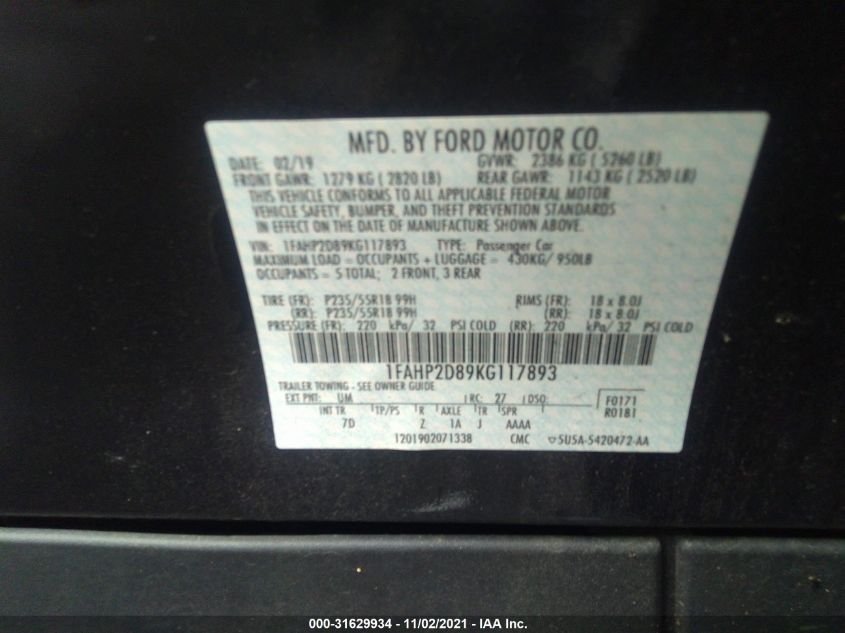 MFD. BY FORD MOTOR CO.
DATE: 02/19 GVWR: 2386 KG ( 5260 LB)
FRONT GAWR: 1279 KG ( 2820 LB) REAR GAWR: 1143 KG ( 2520 LB)
THIS VEHICLE CONFORMS TO ALL APPLICABLE FEDERAL MOTOR
VEHICLE SAFETY, BUMPER, AND THEFT PREVENTION STANDARDS
IN EFFECT ON THE DATE OF MANUFACTURE SHOWN ABOVE.
VIN: 1FAHP2D89KG117893 TYPE: Passenger Car
MAXIMUM LOAD = OCCUPANTS + LUGGAGE = 430KG/ 950LB
OCCUPANTS = 5 TOTAL; 2 FRONT, 3 REAR
TIRE (FR): P235/55R18 99H RIMS (FR): 18 x 8.0J
(RR): P235/55R18 99H (RR): 18 x 8.0J
PRESSURE (FR): 220 kPa/ 32 PSI COLD (RR): 220 kPa/ 32 PSI COLD
1FAHP2D89KG117893
TRAILER TOWING - SEE OWNER GUIDE
EXT PNT: UM RC: 27 DSO: F0171
INT TR TP/PS R AXLE TR SPR R0181
7D Z 1A J AAAA
1201902071338 CMC 5U5A-5420472-AA
000-31629934 - 11/02/2021 - IAA Inc.